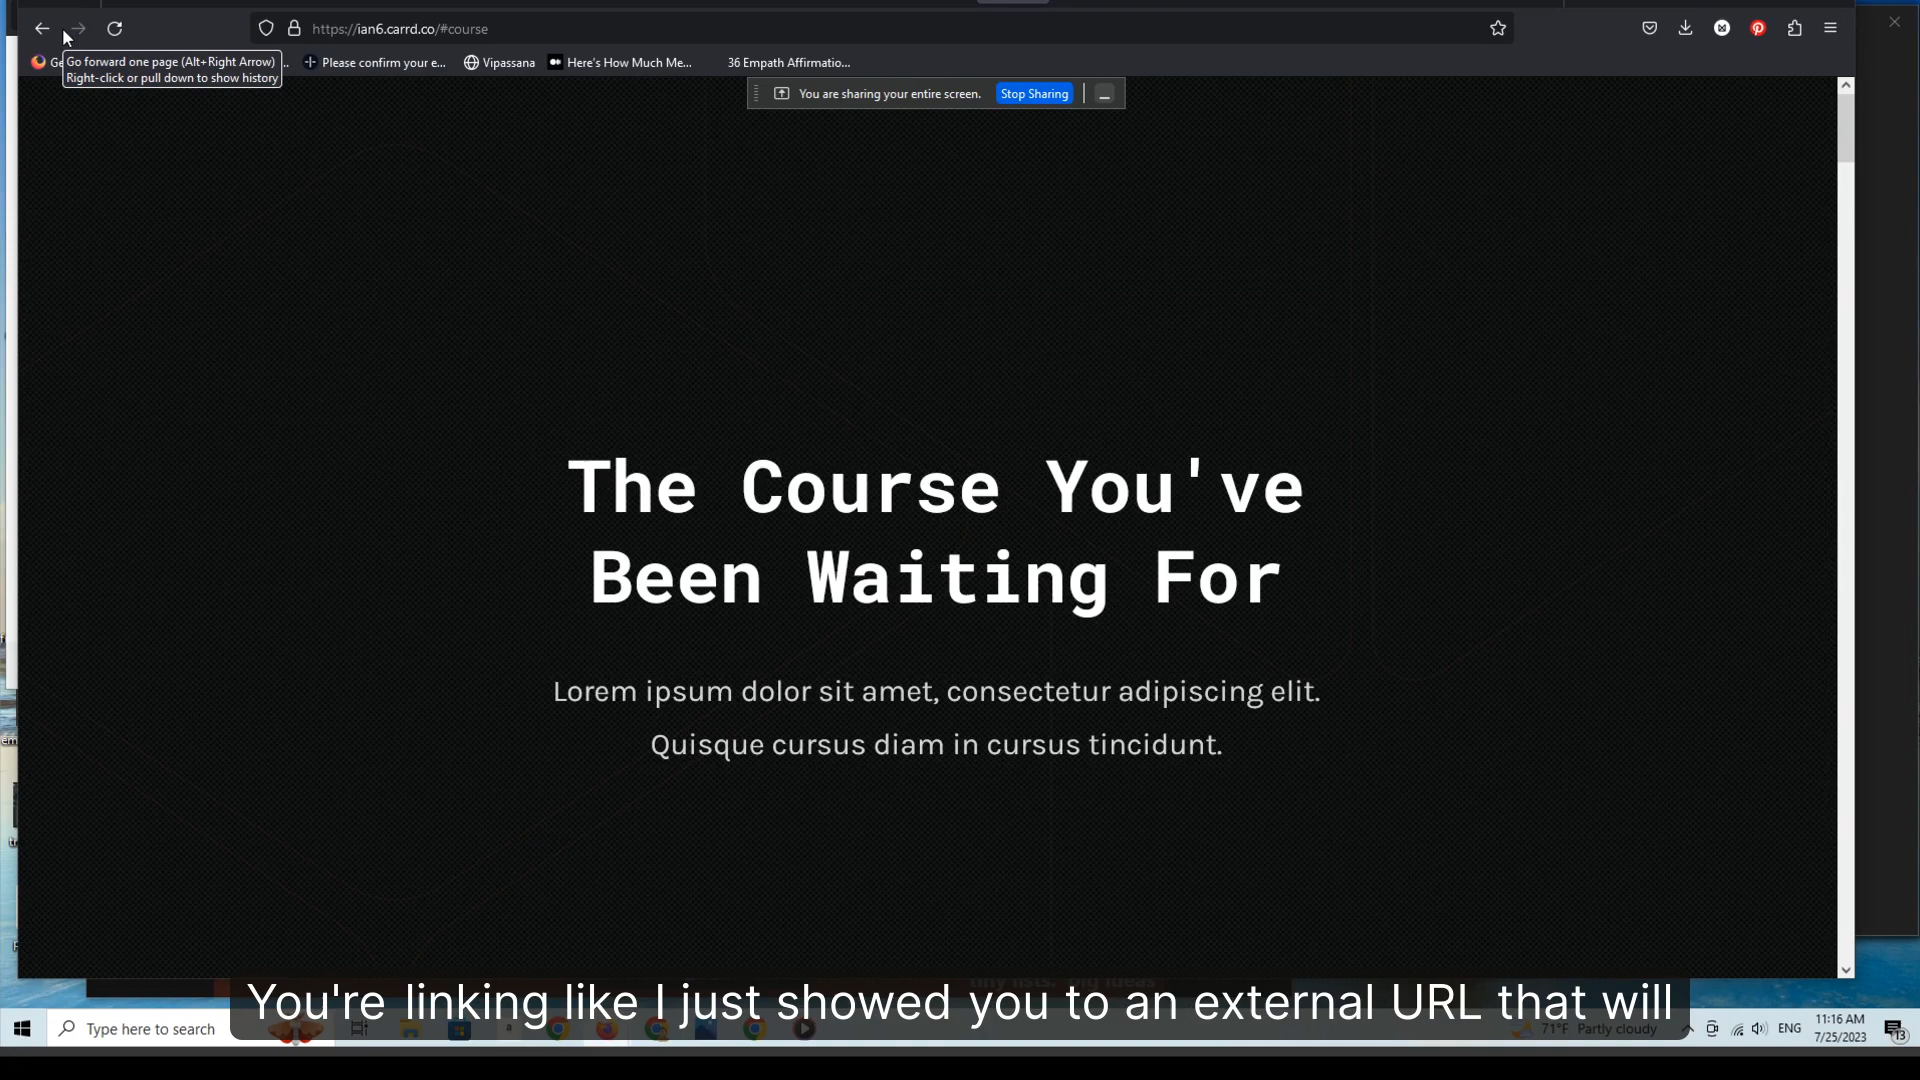 https://ian6.carrd.co/#course
Go forward one page (Alt+Right Arrow)
Right-click or pull down to show history
Please confirm your e...
Vipassana
Here's How Much Me...
36 Empath Affirmatio...
You are sharing your entire screen.
Stop Sharing
The Course You've
Been Waiting For
Lorem ipsum dolor sit amet, consectetur adipiscing elit.
Quisque cursus diam in cursus tincidunt.
You're linking like I just showed you to an external URL that will
Type here to search
71°F Partly cloudy
ENG
11:16 AM
7/25/2023
13